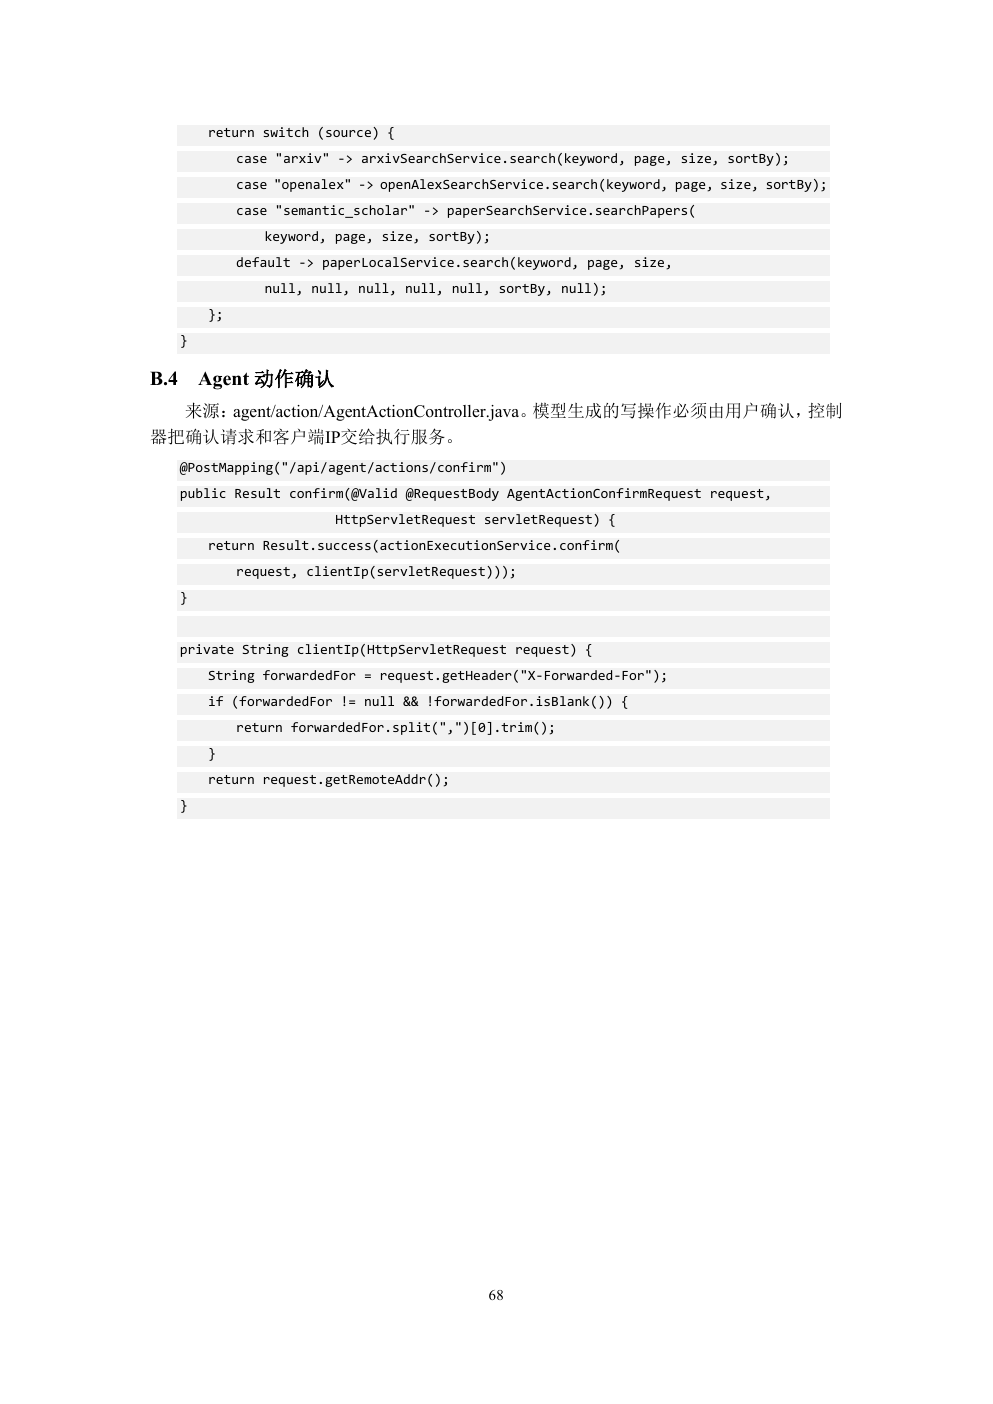 return switch (source) {
case "arxiv" -> arxivSearchService.search(keyword, page, size, sortBy);
case "openalex" -> openAlexSearchService.search(keyword, page, size, sortBy);
case "semantic_scholar" -> paperSearchService.searchPapers(
keyword, page, size, sortBy);
default -> paperLocalService.search(keyword, page, size,
null, null, null, null, null, sortBy, null);
};
}
B.4 Agent 动作确认
来源：agent/action/AgentActionController.java。模型生成的写操作必须由用户确认，控制
器把确认请求和客户端IP交给执行服务。
@PostMapping("/api/agent/actions/confirm")
public Result confirm(@Valid @RequestBody AgentActionConfirmRequest request,
HttpServletRequest servletRequest) {
return Result.success(actionExecutionService.confirm(
request, clientIp(servletRequest)));
}
private String clientIp(HttpServletRequest request) {
String forwardedFor = request.getHeader("X-Forwarded-For");
if (forwardedFor != null && !forwardedFor.isBlank()) {
return forwardedFor.split(",")[0].trim();
}
return request.getRemoteAddr();
}
68